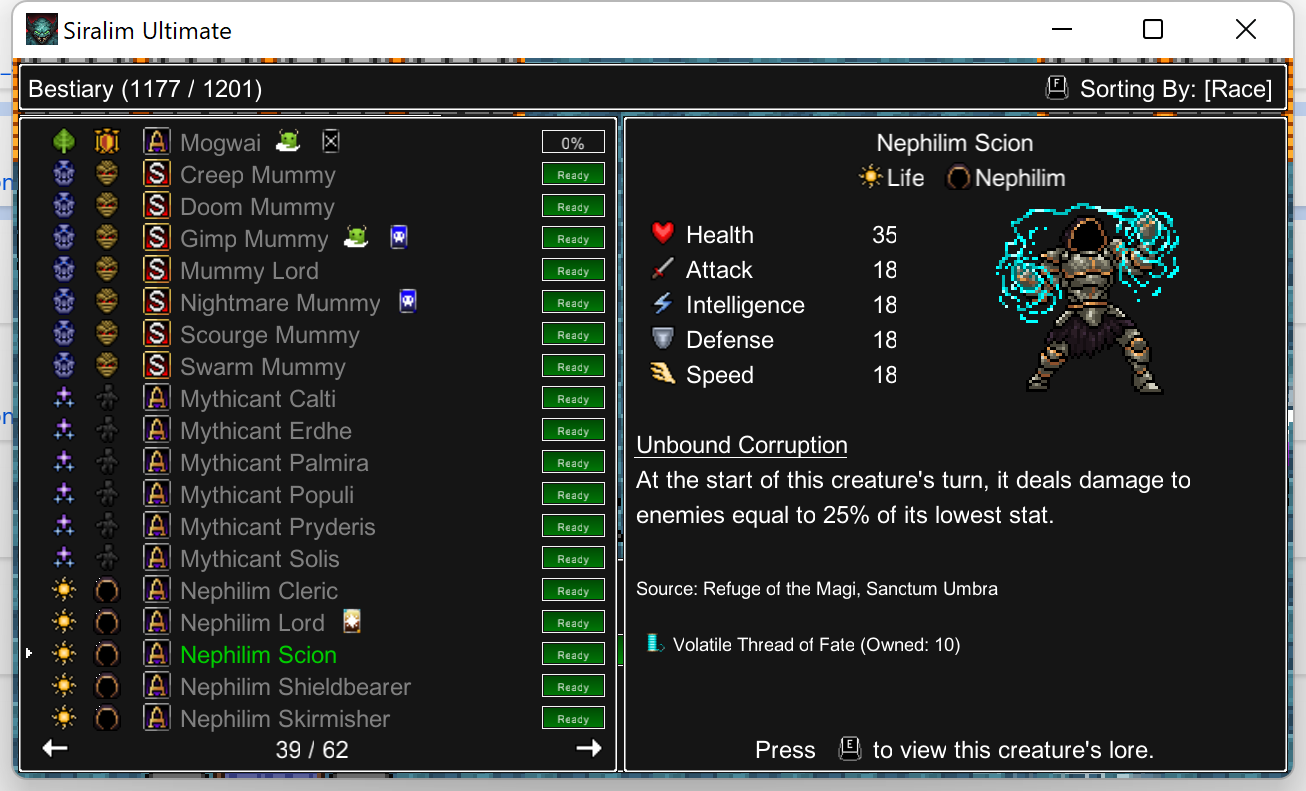 Siralim Ultimate
Bestiary (1177 / 1201)
F Sorting By: [Race]
A Mogwai 0%
S Creep Mummy Ready
S Doom Mummy Ready
S Gimp Mummy Ready
S Mummy Lord Ready
S Nightmare Mummy Ready
S Scourge Mummy Ready
S Swarm Mummy Ready
A Mythicant Calti Ready
A Mythicant Erdhe Ready
A Mythicant Palmira Ready
A Mythicant Populi Ready
A Mythicant Pryderis Ready
A Mythicant Solis Ready
A Nephilim Cleric Ready
A Nephilim Lord Ready
A Nephilim Scion Ready
A Nephilim Shieldbearer Ready
A Nephilim Skirmisher Ready
39 / 62
Nephilim Scion
Life Nephilim
Health 35
Attack 18
Intelligence 18
Defense 18
Speed 18
Unbound Corruption
At the start of this creature's turn, it deals damage to
enemies equal to 25% of its lowest stat.
Source: Refuge of the Magi, Sanctum Umbra
Volatile Thread of Fate (Owned: 10)
Press E to view this creature's lore.